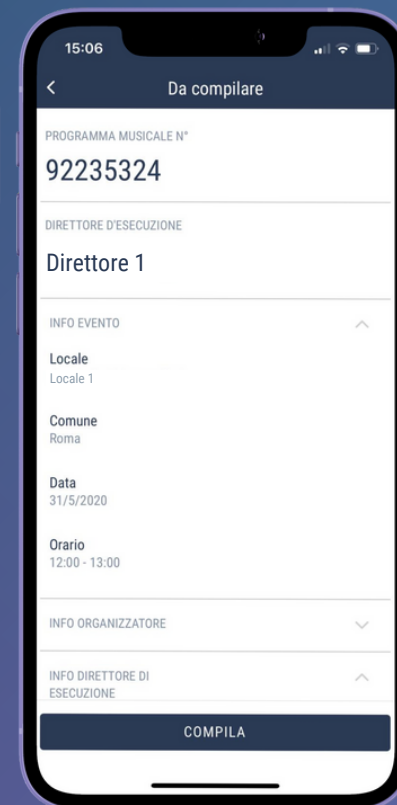 15:06
Da compilare
PROGRAMMA MUSICALE N°
92235324
DIRETTORE D'ESECUZIONE
Direttore 1
INFO EVENTO
Locale
Locale 1
Comune
Roma
Data
31/5/2020
Orario
12:00 - 13:00
INFO ORGANIZZATORE
INFO DIRETTORE DI
ESECUZIONE
COMPILA